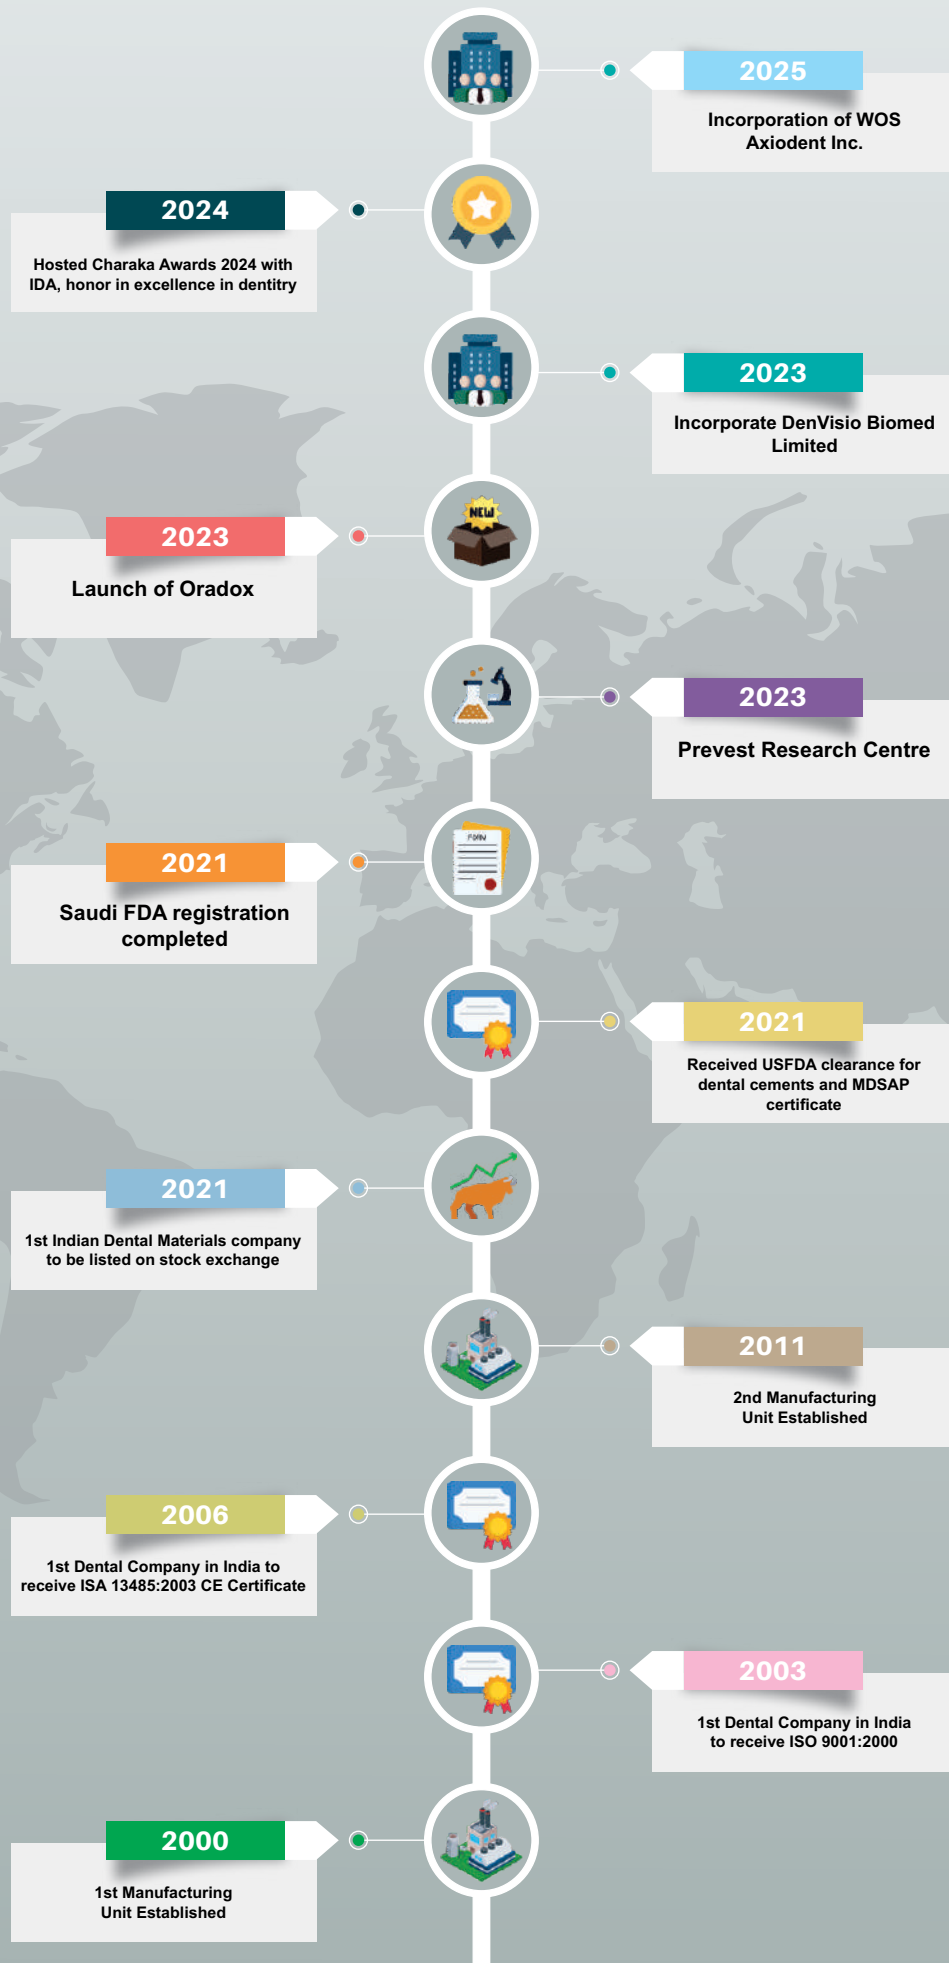 2025
Incorporation of WOS
Axiodent Inc.
2024
Hosted Charaka Awards 2024 with
IDA, honor in excellence in dentitry
2023
Incorporate DenVisio Biomed
Limited
NEW
2023
Launch of Oradox
2023
Prevest Research Centre
FORM
2021
Saudi FDA registration
completed
2021
Received USFDA clearance for
dental cements and MDSAP
certificate
2021
1st Indian Dental Materials company
to be listed on stock exchange
2011
2nd Manufacturing
Unit Established
2006
1st Dental Company in India to
receive ISA 13485:2003 CE Certificate
2003
1st Dental Company in India
to receive ISO 9001:2000
2000
1st Manufacturing
Unit Established